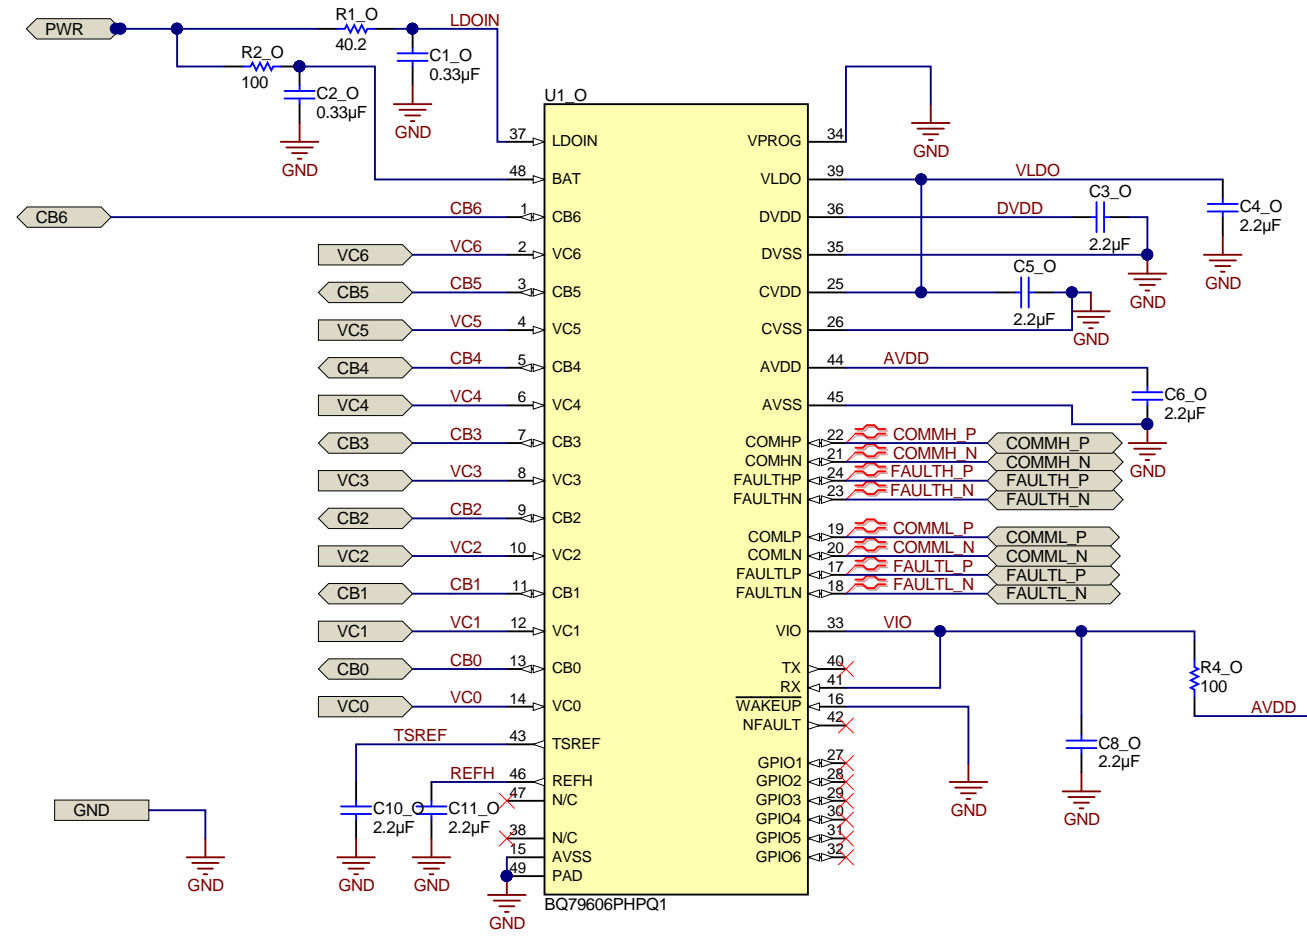 PWR
R1_O
40.2
LDOIN
C1_O
0.33µF
GND
R2_O
100
C2_O
0.33µF
GND
U1_O
37 LDOIN
48 BAT
CB6 CB6 1 CB6
VC6 VC6 2 VC6
CB5 CB5 3 CB5
VC5 VC5 4 VC5
CB4 CB4 5 CB4
VC4 VC4 6 VC4
CB3 CB3 7 CB3
VC3 VC3 8 VC3
CB2 CB2 9 CB2
VC2 VC2 10 VC2
CB1 CB1 11 CB1
VC1 VC1 12 VC1
CB0 CB0 13 CB0
VC0 VC0 14 VC0
TSREF 43 TSREF
REFH 46 REFH
47 N/C
38 N/C
15 AVSS
49 PAD
C10_O
2.2µF
GND
C11_O
2.2µF
GND
GND
GND
GND
BQ79606PHPQ1
VPROG 34
GND
VLDO 39 VLDO
C4_O
2.2µF
GND
DVDD 36 DVDD
C3_O
2.2µF
DVSS 35
GND
CVDD 25
C5_O
2.2µF
CVSS 26
GND
AVDD 44 AVDD
AVSS 45
C6_O
2.2µF
GND
COMHP 22 COMMH_P COMMH_P
COMHN 21 COMMH_N COMMH_N
FAULTHP 24 FAULTH_P FAULTH_P
FAULTHN 23 FAULTH_N FAULTH_N
COMLP 19 COMML_P COMML_P
COMLN 20 COMML_N COMML_N
FAULTLP 17 FAULTL_P FAULTL_P
FAULTLN 18 FAULTL_N FAULTL_N
VIO 33 VIO
TX 40
RX 41
WAKEUP 16
NFAULT 42
R4_O
100
AVDD
C8_O
2.2µF
GND
GND
GPIO1 27
GPIO2 28
GPIO3 29
GPIO4 30
GPIO5 31
GPIO6 32